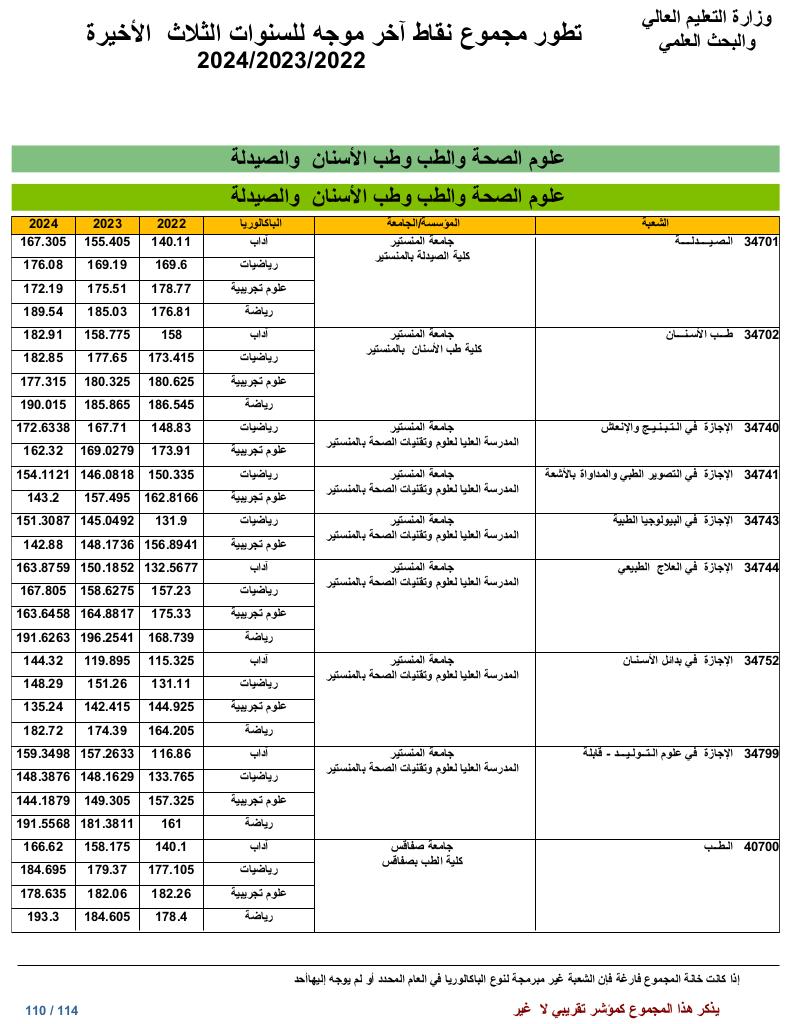 وزارة التعليم العالي
والبحث العلمي
تطور مجموع نقاط آخر موجه للسنوات الثلاث الأخيرة
2024/2023/2022
علوم الصحة والطب وطب الأسنان والصيدلة
علوم الصحة والطب وطب الأسنان والصيدلة
الشعبة المؤسسة/الجامعة الباكالوريا 2022 2023 2024
34701 الصيــدلــــة جامعة المنستير آداب 140.11 155.405 167.305
كلية الصيدلة بالمنستير
رياضيات 169.6 169.19 176.08
علوم تجريبية 178.77 175.51 172.19
رياضة 176.81 185.03 189.54
34702 طــب الأسنــان جامعة المنستير آداب 158 158.775 182.91
كلية طب الأسنان بالمنستير
رياضيات 173.415 177.65 182.85
علوم تجريبية 180.625 180.325 177.315
رياضة 186.545 185.865 190.015
34740 الإجازة في التـبـنـيـج والإنعاش جامعة المنستير رياضيات 148.83 167.71 172.6338
المدرسة العليا لعلوم وتقنيات الصحة بالمنستير
علوم تجريبية 173.91 169.0279 162.32
34741 الإجازة في التصوير الطبي والمداواة بالأشعة جامعة المنستير رياضيات 150.335 146.0818 154.1121
المدرسة العليا لعلوم وتقنيات الصحة بالمنستير
علوم تجريبية 162.8166 157.495 143.2
34743 الإجازة في البيولوجيا الطبية جامعة المنستير رياضيات 131.9 145.0492 151.3087
المدرسة العليا لعلوم وتقنيات الصحة بالمنستير
علوم تجريبية 156.8941 148.1736 142.88
34744 الإجازة في العلاج الطبيعي جامعة المنستير آداب 132.5677 150.1852 163.8759
المدرسة العليا لعلوم وتقنيات الصحة بالمنستير
رياضيات 157.23 158.6275 167.805
علوم تجريبية 175.33 164.8817 163.6458
رياضة 168.739 196.2541 191.6263
34752 الإجازة في بدائل الأسنـان جامعة المنستير آداب 115.325 119.895 144.32
المدرسة العليا لعلوم وتقنيات الصحة بالمنستير
رياضيات 131.11 151.26 148.29
علوم تجريبية 144.925 142.415 135.24
رياضة 164.205 174.39 182.72
34799 الإجازة في علوم الـتـولـيــد - قابلة جامعة المنستير آداب 116.86 157.2633 159.3498
المدرسة العليا لعلوم وتقنيات الصحة بالمنستير
رياضيات 133.765 148.1629 148.3876
علوم تجريبية 157.325 149.305 144.1879
رياضة 161 181.3811 191.5568
40700 الـطــب جامعة صفاقس آداب 140.1 158.175 166.62
كلية الطب بصفاقس
رياضيات 177.105 179.37 184.695
علوم تجريبية 182.26 182.06 178.635
رياضة 178.4 184.605 193.3
إذا كانت خانة المجموع فارغة فإن الشعبة غير مبرمجة لنوع الباكالوريا في العام المحدد أو لم يوجه إليهاأحد
يذكر هذا المجموع كمؤشر تقريبي لا غير
110 / 114